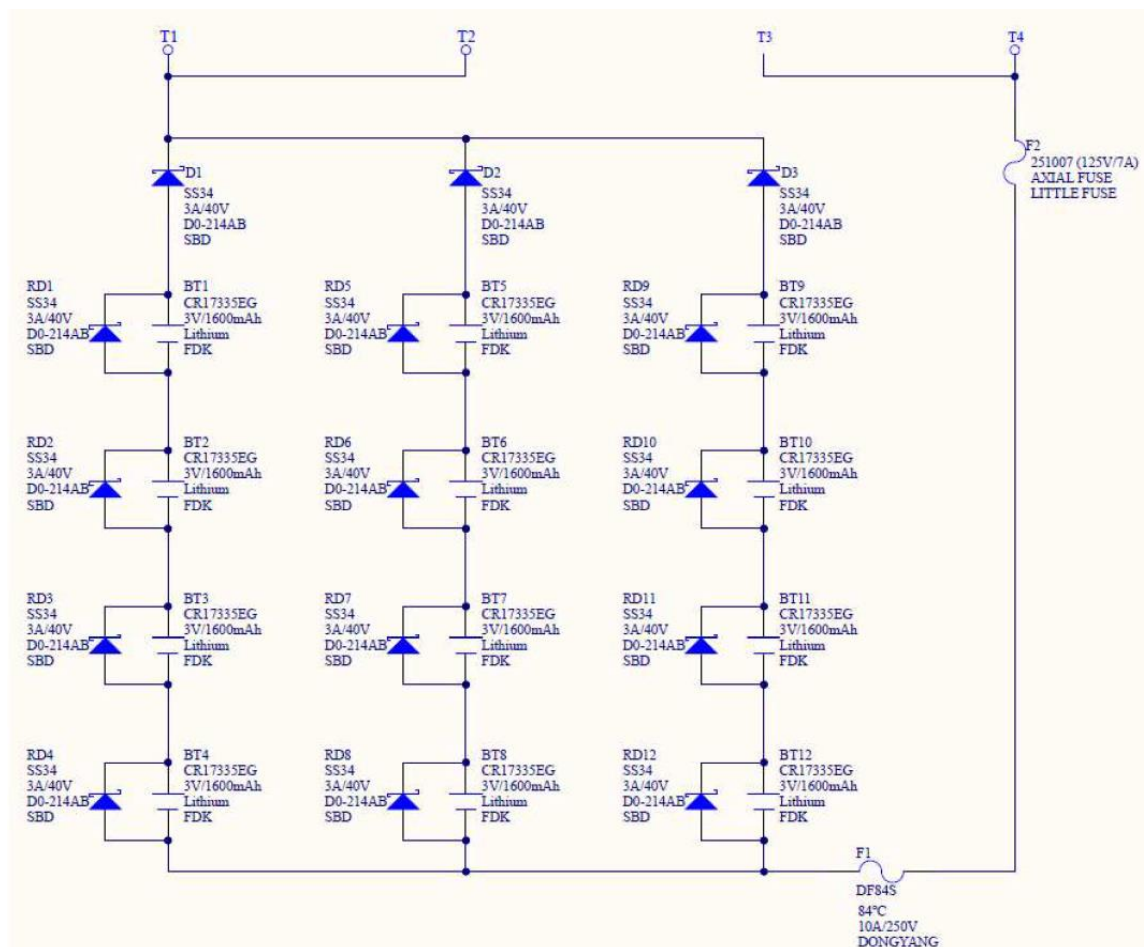 T1
T2
T3
T4
D1
SS34
3A/40V
D0-214AB
SBD
D2
SS34
3A/40V
D0-214AB
SBD
D3
SS34
3A/40V
D0-214AB
SBD
F2
251007 (125V/7A)
AXIAL FUSE
LITTLE FUSE
RD1
SS34
3A/40V
D0-214AB
SBD
BT1
CR17335EG
3V/1600mAh
Lithium
FDK
RD5
SS34
3A/40V
D0-214AB
SBD
BT5
CR17335EG
3V/1600mAh
Lithium
FDK
RD9
SS34
3A/40V
D0-214AB
SBD
BT9
CR17335EG
3V/1600mAh
Lithium
FDK
RD2
SS34
3A/40V
D0-214AB
SBD
BT2
CR17335EG
3V/1600mAh
Lithium
FDK
RD6
SS34
3A/40V
D0-214AB
SBD
BT6
CR17335EG
3V/1600mAh
Lithium
FDK
RD10
SS34
3A/40V
D0-214AB
SBD
BT10
CR17335EG
3V/1600mAh
Lithium
FDK
RD3
SS34
3A/40V
D0-214AB
SBD
BT3
CR17335EG
3V/1600mAh
Lithium
FDK
RD7
SS34
3A/40V
D0-214AB
SBD
BT7
CR17335EG
3V/1600mAh
Lithium
FDK
RD11
SS34
3A/40V
D0-214AB
SBD
BT11
CR17335EG
3V/1600mAh
Lithium
FDK
RD4
SS34
3A/40V
D0-214AB
SBD
BT4
CR17335EG
3V/1600mAh
Lithium
FDK
RD8
SS34
3A/40V
D0-214AB
SBD
BT8
CR17335EG
3V/1600mAh
Lithium
FDK
RD12
SS34
3A/40V
D0-214AB
SBD
BT12
CR17335EG
3V/1600mAh
Lithium
FDK
F1
DF84S
84℃
10A/250V
DONGYANG